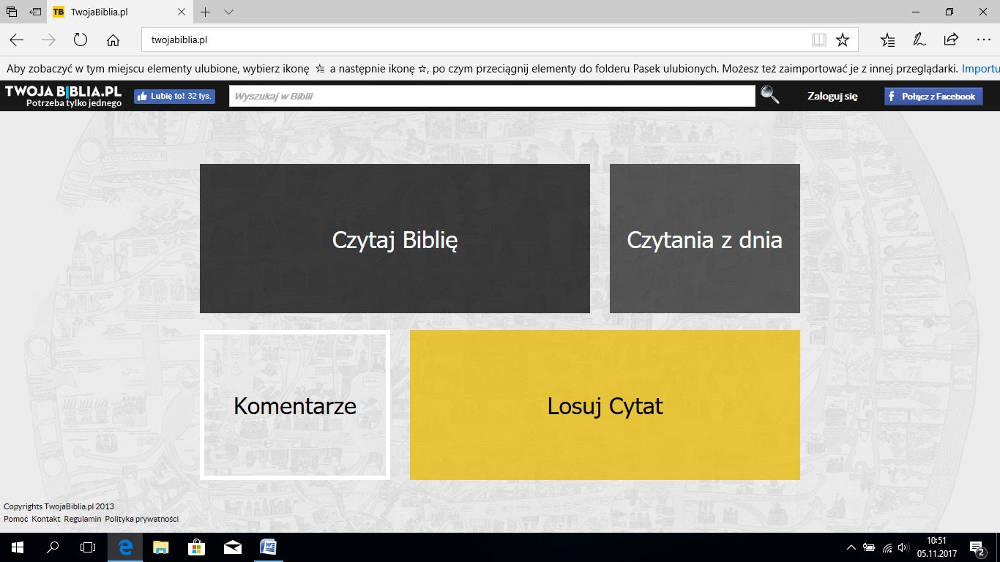 TB TwojaBiblia.pl
twojabiblia.pl
Aby zobaczyć w tym miejscu elementy ulubione, wybierz ikonę a następnie ikonę ☆, po czym przeciągnij elementy do folderu Pasek ulubionych. Możesz też zaimportować je z innej przeglądarki. Importu
TWOJA BIBLIA.PL
Potrzeba tylko jednego
Lubię to! 32 tys.
Wyszukaj w Biblii
Zaloguj się
f Połącz z Facebook
Czytaj Biblię
Czytania z dnia
Komentarze
Losuj Cytat
Copyrights TwojaBiblia.pl 2013
Pomoc Kontakt Regulamin Polityka prywatności
10:51
05.11.2017
2